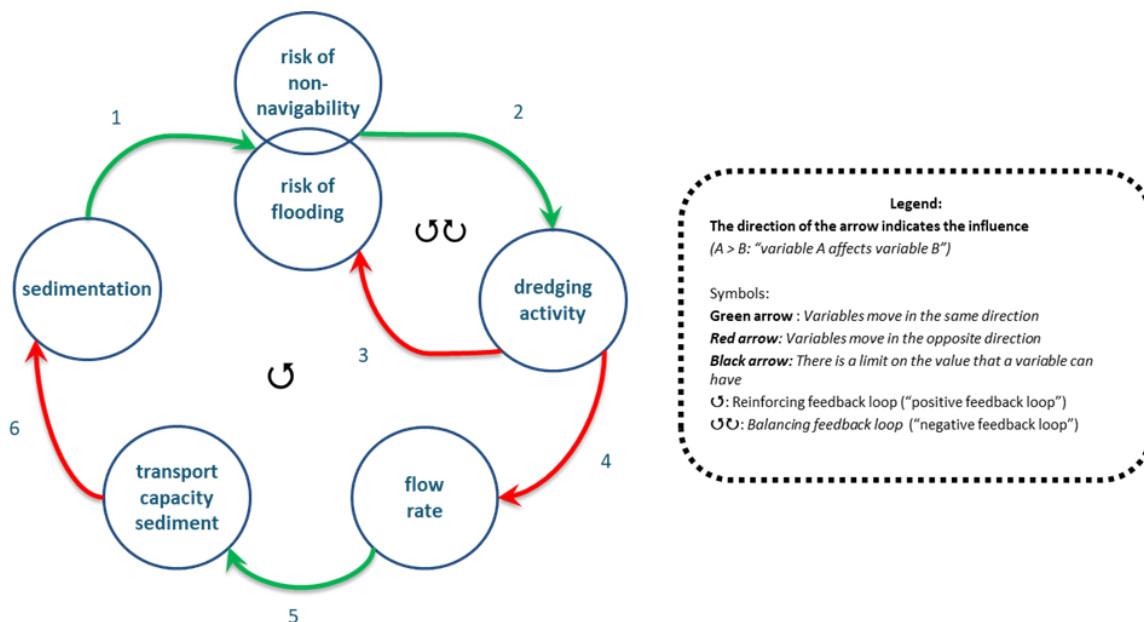 risk of
non-
navigability
1
2
risk of
flooding
sedimentation
dredging
activity
3
6
4
transport
capacity
sediment
flow
rate
5
Legend:
The direction of the arrow indicates the influence
(A > B: “variable A affects variable B”)
Symbols:
Green arrow : Variables move in the same direction
Red arrow: Variables move in the opposite direction
Black arrow: There is a limit on the value that a variable can
have
↺: Reinforcing feedback loop (“positive feedback loop”)
↺↻: Balancing feedback loop (“negative feedback loop”)